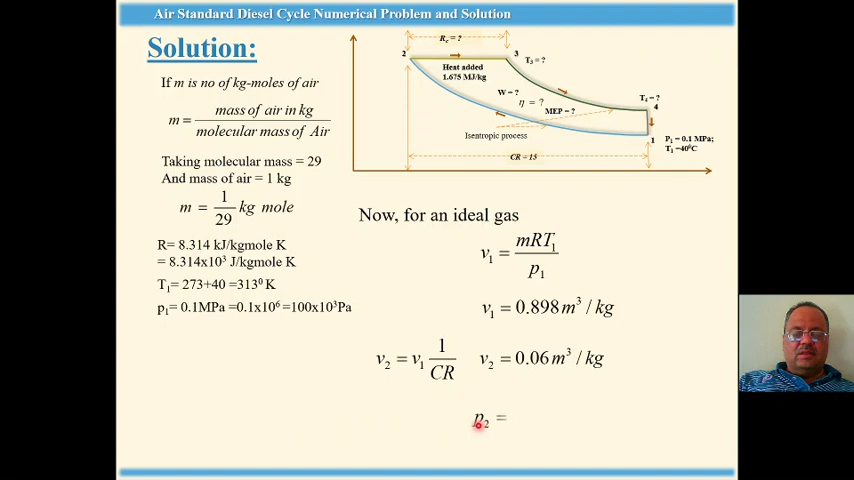 Air Standard Diesel Cycle Numerical Problem and Solution
Solution:
If m is no of kg-moles of air
m = mass of air in kg / molecular mass of Air
Taking molecular mass = 29
And mass of air = 1 kg
m = 1/29 kg mole
R= 8.314 kJ/kgmole K
= 8.314x10³ J/kgmole K
T₁= 273+40 =313⁰ K
p₁= 0.1MPa =0.1x10⁶ =100x10³Pa
Rc = ?
2
3
T₃= ?
Heat added
1.675 MJ/kg
W = ?
η = ?
MEP = ?
T₄= ?
4
Isentropic process
1
P₁ = 0.1 MPa;
T₁ =40⁰C
CR = 15
Now, for an ideal gas
v₁ = mRT₁ / p₁
v₁ = 0.898 m³ / kg
v₂ = v₁ 1/CR
v₂ = 0.06 m³ / kg
p₂ =